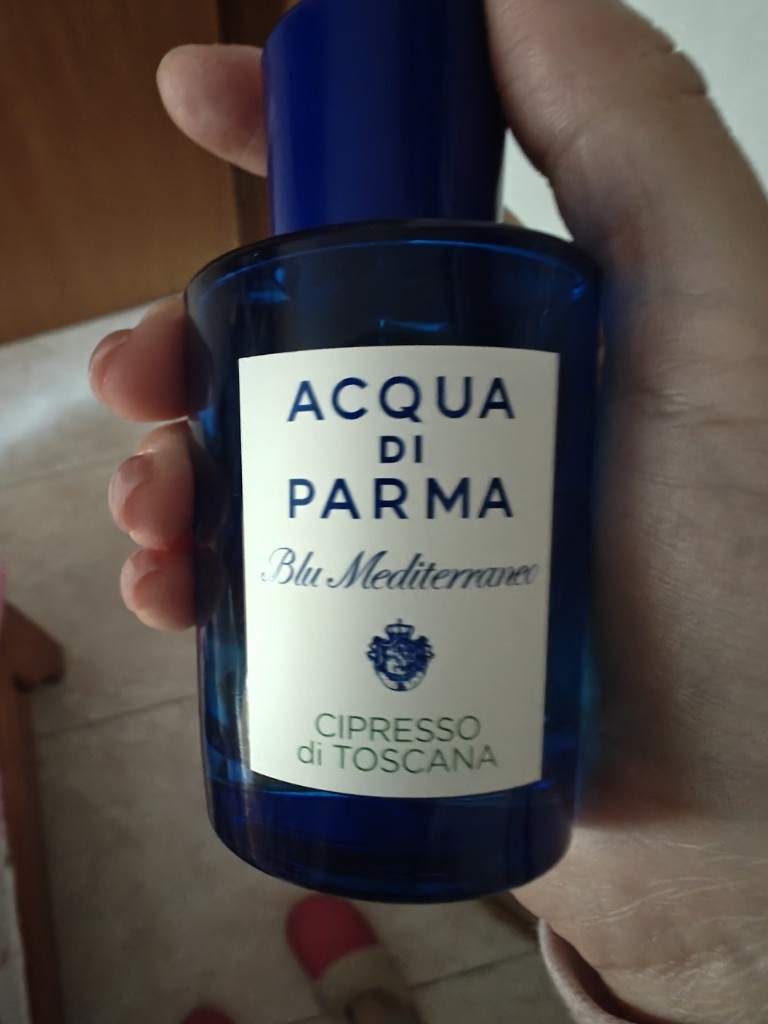 ACQUA
DI
PARMA
Blu Mediterraneo
CIPRESSO
di TOSCANA